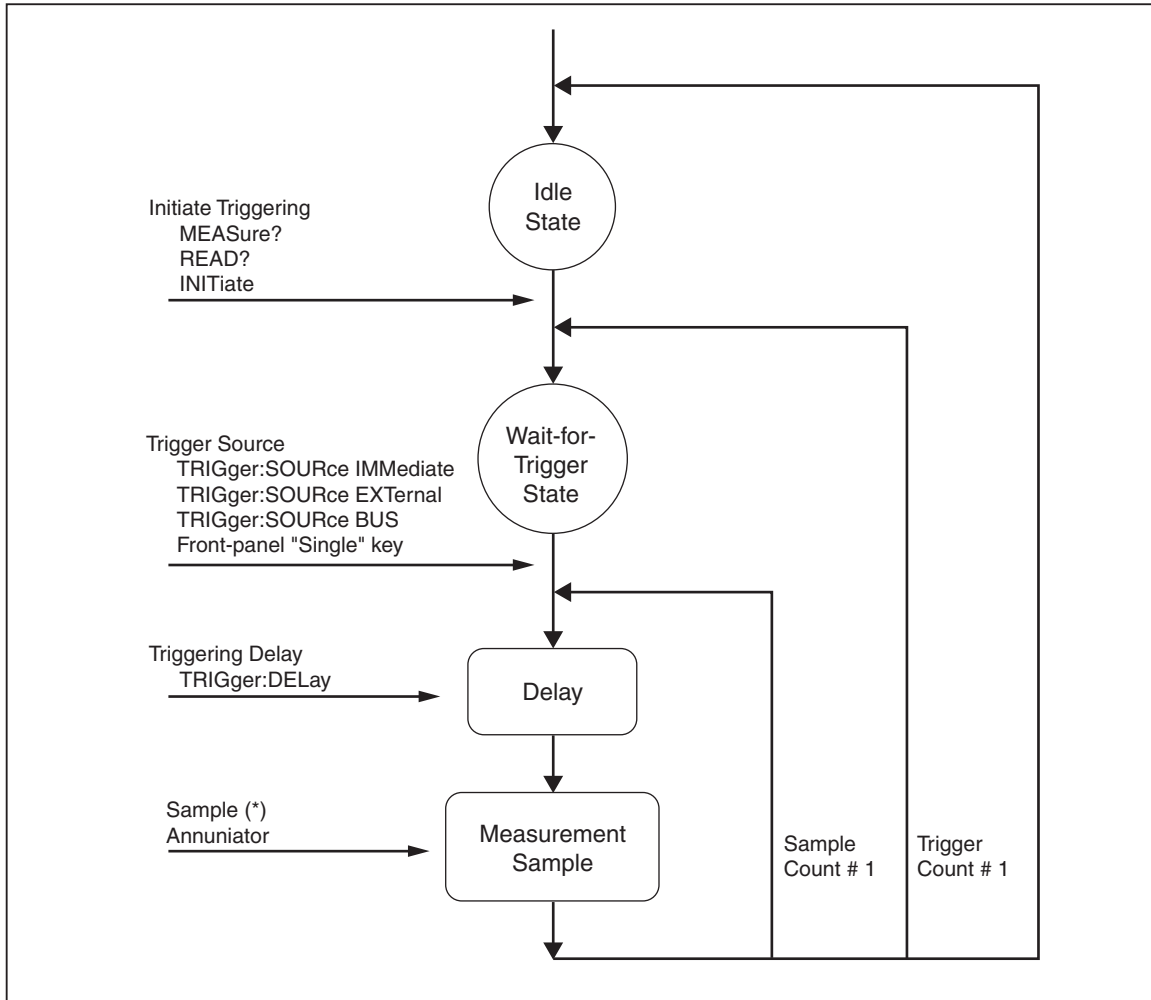 Idle
State
Initiate Triggering
MEASure?
READ?
INITiate
Wait-for-
Trigger
State
Trigger Source
TRIGger:SOURce IMMediate
TRIGger:SOURce EXTernal
TRIGger:SOURce BUS
Front-panel "Single" key
Triggering Delay
TRIGger:DELay
Delay
Sample (*)
Annuniator
Measurement
Sample
Sample
Count # 1
Trigger
Count # 1